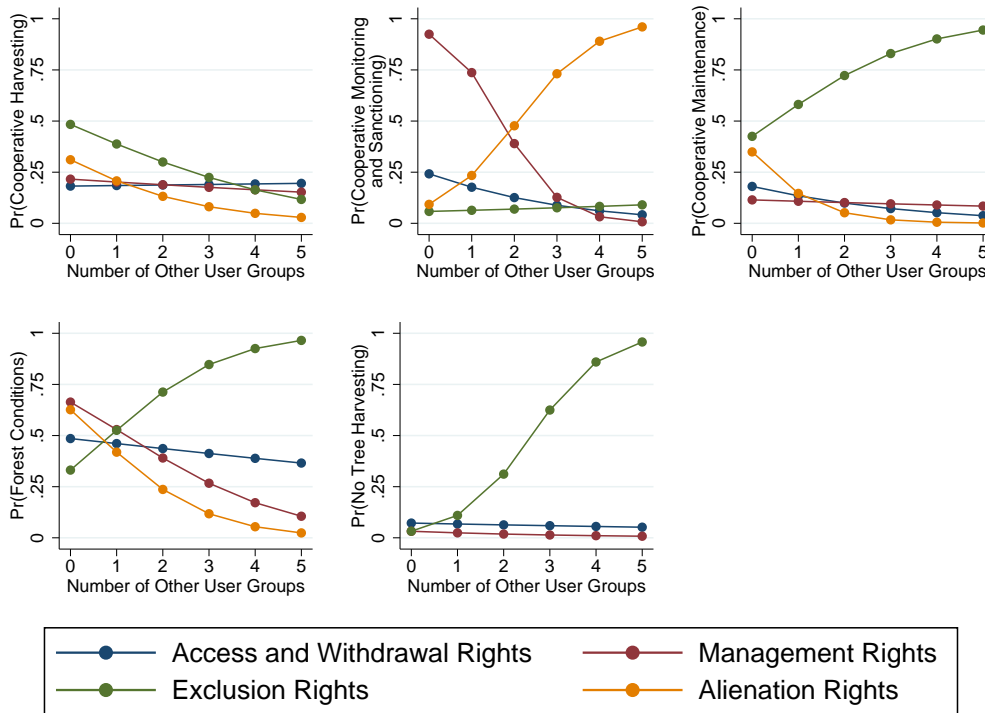 Pr(Cooperative Harvesting)
0 .25 .5 .75 1
0 1 2 3 4 5
Number of Other User Groups
Pr(Cooperative Monitoring
and Sanctioning)
0 .25 .5 .75 1
0 1 2 3 4 5
Number of Other User Groups
Pr(Cooperative Maintenance)
0 .25 .5 .75 1
0 1 2 3 4 5
Number of Other User Groups
Pr(Forest Conditions)
0 .25 .5 .75 1
0 1 2 3 4 5
Number of Other User Groups
Pr(No Tree Harvesting)
0 .25 .5 .75 1
0 1 2 3 4 5
Number of Other User Groups
Access and Withdrawal Rights
Management Rights
Exclusion Rights
Alienation Rights